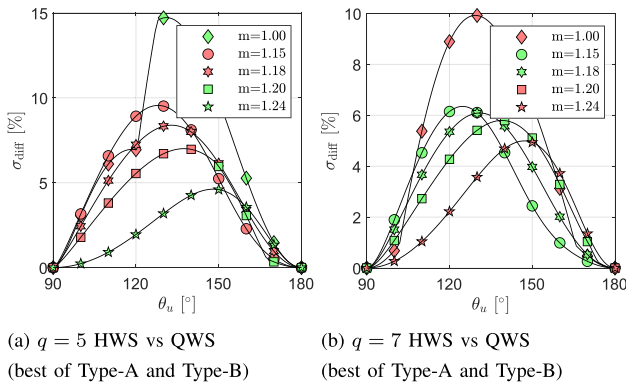 15
10
5
0
90
120
150
180
σdiff [%]
θu [°]
m=1.00
m=1.15
m=1.18
m=1.20
m=1.24
10
8
6
4
2
0
90
120
150
180
σdiff [%]
θu [°]
m=1.00
m=1.15
m=1.18
m=1.20
m=1.24
(a) q = 5 HWS vs QWS
(best of Type-A and Type-B)
(b) q = 7 HWS vs QWS
(best of Type-A and Type-B)